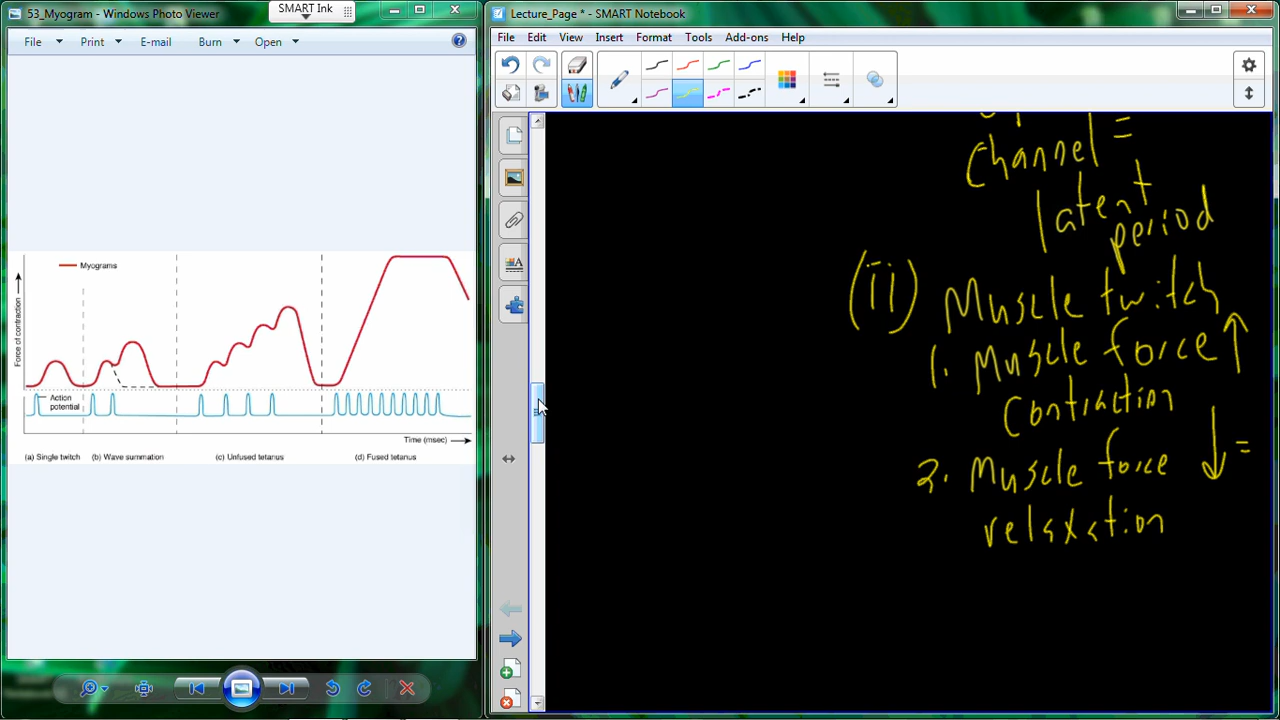 53_Myogram - Windows Photo Viewer
SMART Ink
File Print E-mail Burn Open
Myograms
Force of contraction
Action
potential
Time (msec)
(a) Single twitch (b) Wave summation (c) Unfused tetanus (d) Fused tetanus
Lecture_Page * - SMART Notebook
File Edit View Insert Format Tools Add-ons Help
channel =
latent
period
(ii) Muscle twitch
1. Muscle force ↑
contraction
2. Muscle force ↓ =
relaxation